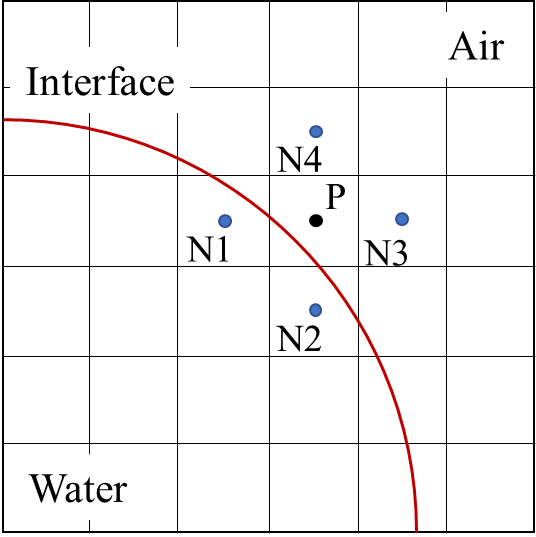 Air
Interface
N4
P
N1
N3
N2
Water